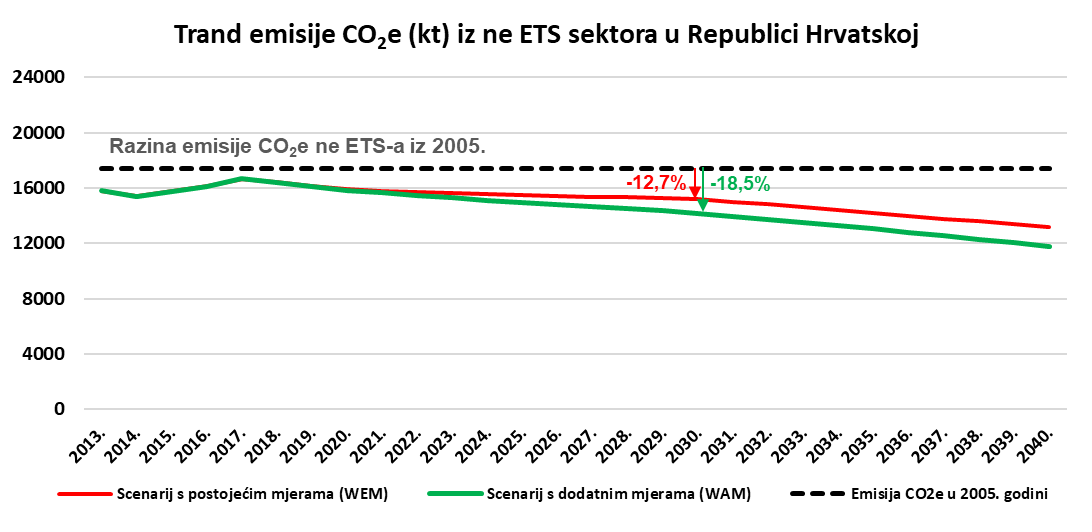 Trand emisije CO₂e (kt) iz ne ETS sektora u Republici Hrvatskoj
24000
20000
16000
12000
8000
4000
0
Razina emisije CO₂e ne ETS-a iz 2005.
-12,7%
-18,5%
2013. 2014. 2015. 2016. 2017. 2018. 2019. 2020. 2021. 2022. 2023. 2024. 2025. 2026. 2027. 2028. 2029. 2030. 2031. 2032. 2033. 2034. 2035. 2036. 2037. 2038. 2039. 2040.
Scenarij s postojećim mjerama (WEM)
Scenarij s dodatnim mjerama (WAM)
Emisija CO2e u 2005. godini